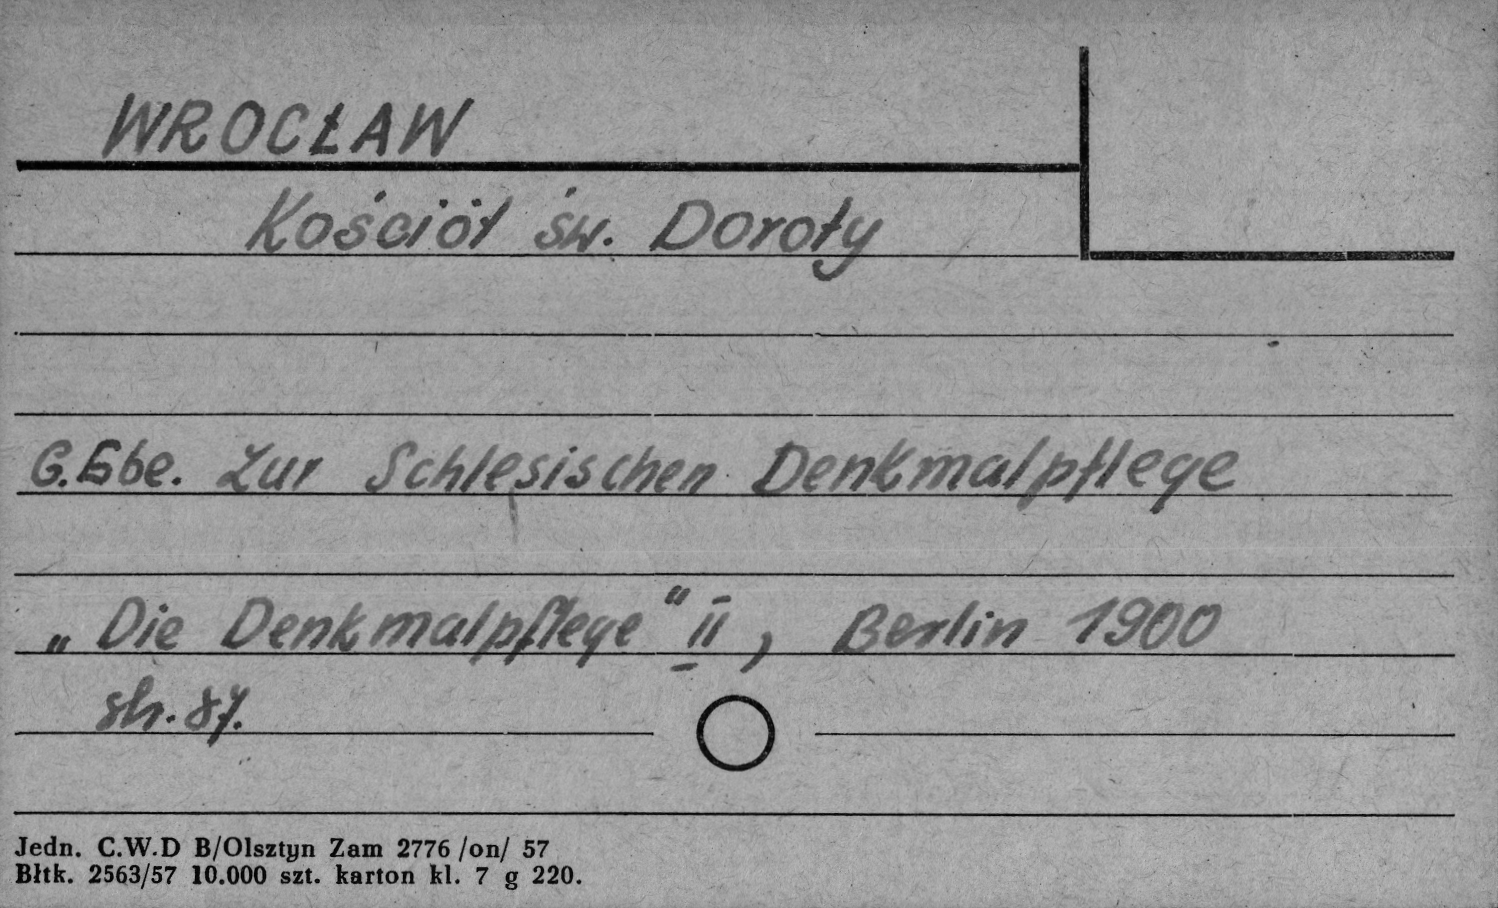 WROCŁAW
Kościół św. Doroty
G. Ebe. Zur Schlesischen Denkmalpflege
„Die Denkmalpflege" II, Berlin 1900
str. 87.
Jedn. C.W.D B/Olsztyn Zam 2776 /on/ 57
Błtk. 2563/57 10.000 szt. karton kl. 7 g 220.